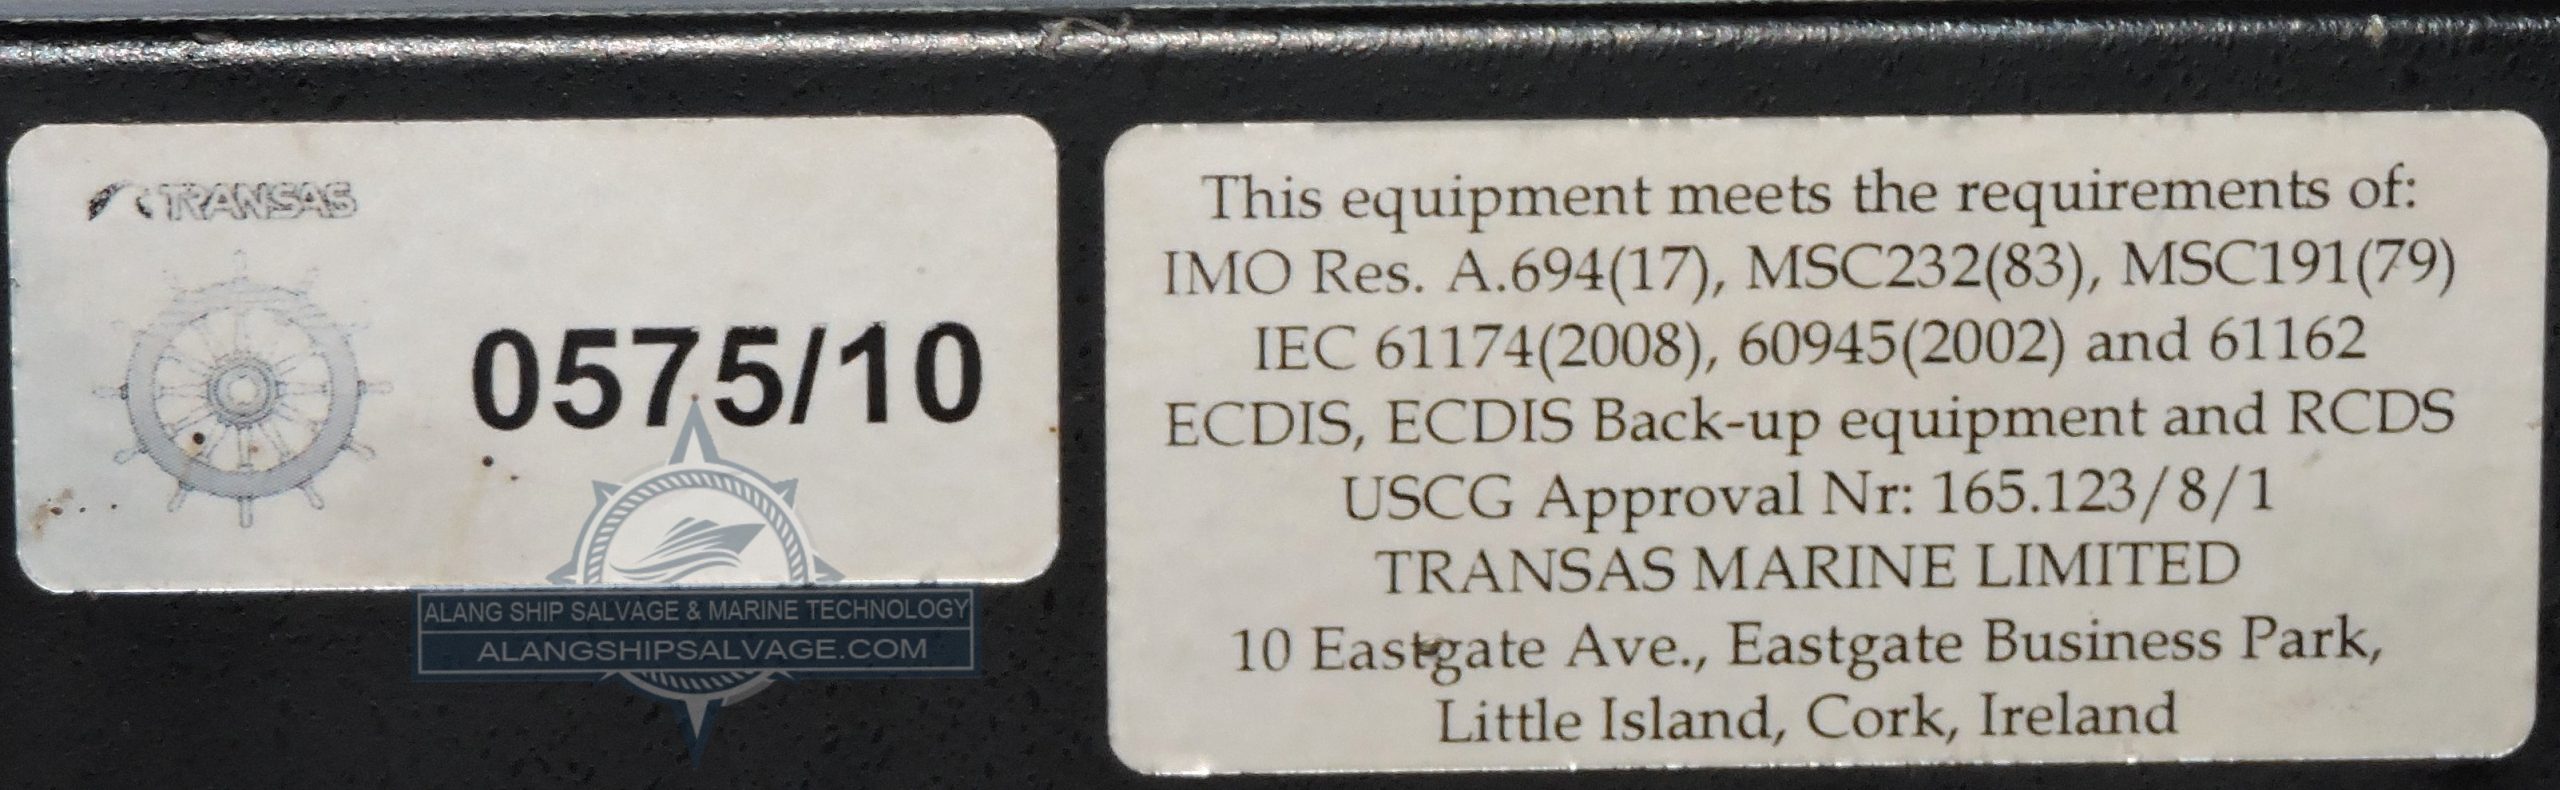 TRANSAS
0575/10
ALANG SHIP SALVAGE & MARINE TECHNOLOGY
ALANGSHIPSALVAGE.COM
This equipment meets the requirements of:
IMO Res. A.694(17), MSC232(83), MSC191(79)
IEC 61174(2008), 60945(2002) and 61162
ECDIS, ECDIS Back-up equipment and RCDS
USCG Approval Nr: 165.123/8/1
TRANSAS MARINE LIMITED
10 Eastgate Ave., Eastgate Business Park,
Little Island, Cork, Ireland